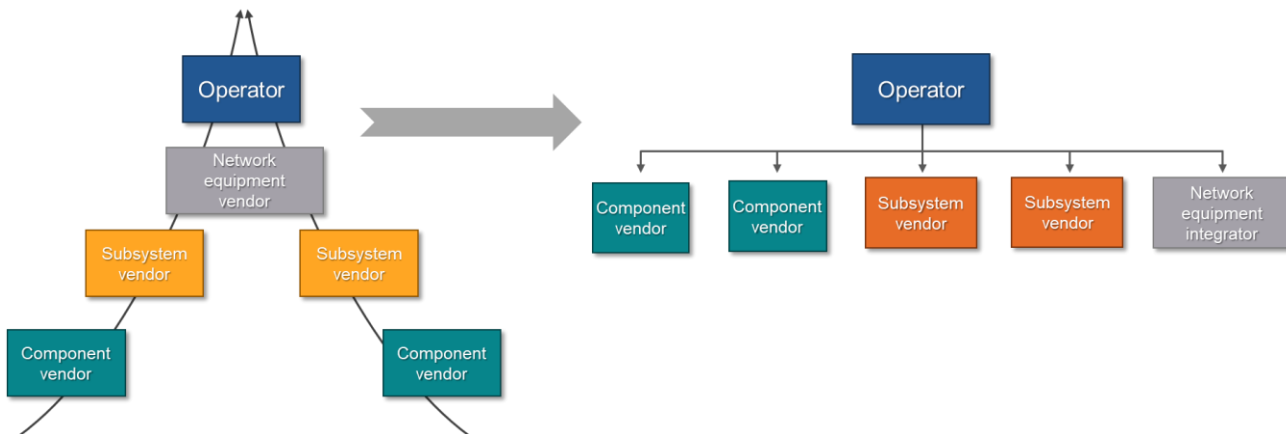 Operator
Network
equipment
vendor
Subsystem
vendor
Subsystem
vendor
Component
vendor
Component
vendor
Operator
Component
vendor
Component
vendor
Subsystem
vendor
Subsystem
vendor
Network
equipment
integrator